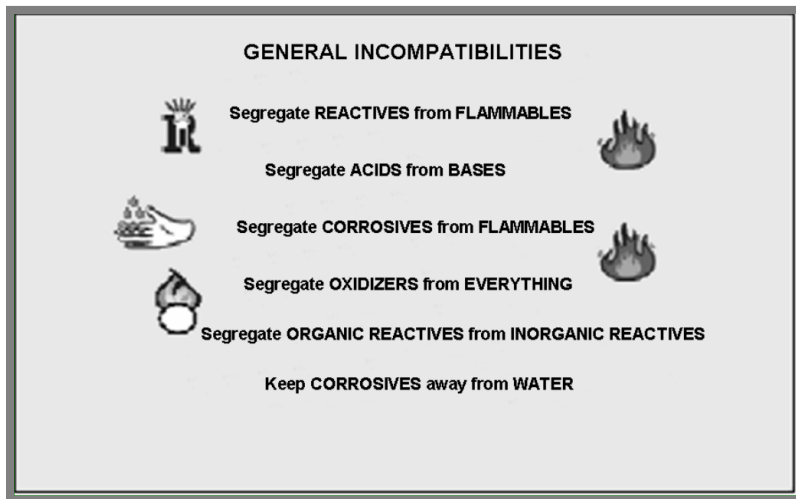 GENERAL INCOMPATIBILITIES
Segregate REACTIVES from FLAMMABLES
Segregate ACIDS from BASES
Segregate CORROSIVES from FLAMMABLES
Segregate OXIDIZERS from EVERYTHING
Segregate ORGANIC REACTIVES from INORGANIC REACTIVES
Keep CORROSIVES away from WATER